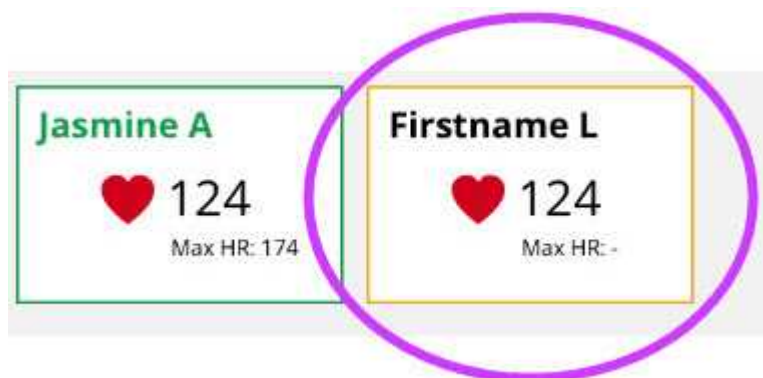 Jasmine A
124
Max HR: 174
Firstname L
124
Max HR: -